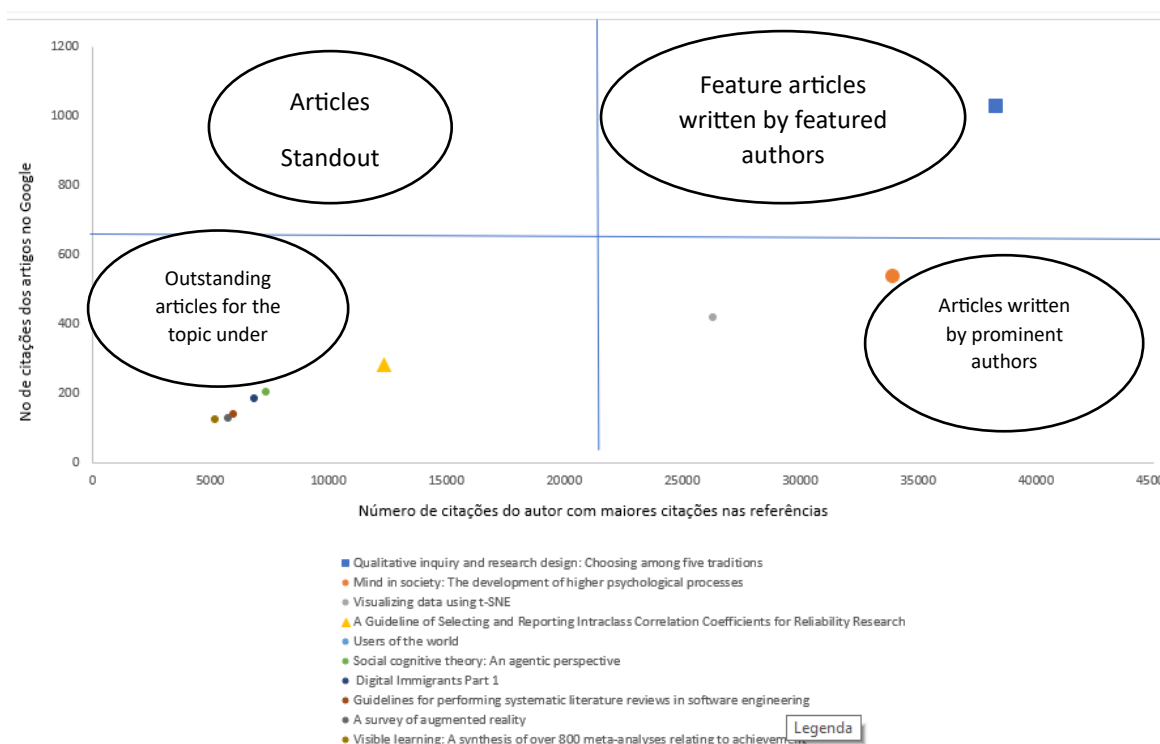 1200
1000
800
600
400
200
0
No de citações dos artigos no Google
Articles
Standout
Feature articles
written by featured
authors
Outstanding
articles for the
topic under
Articles written
by prominent
authors
0 5000 10000 15000 20000 25000 30000 35000 40000 4500
Número de citações do autor com maiores citações nas referências
Qualitative inquiry and research design: Choosing among five traditions
Mind in society: The development of higher psychological processes
Visualizing data using t-SNE
A Guideline of Selecting and Reporting Intraclass Correlation Coefficients for Reliability Research
Users of the world
Social cognitive theory: An agentic perspective
Digital Immigrants Part 1
Guidelines for performing systematic literature reviews in software engineering
A survey of augmented reality
Visible learning: A synthesis of over 800 meta-analyses relating to achievement
Legenda